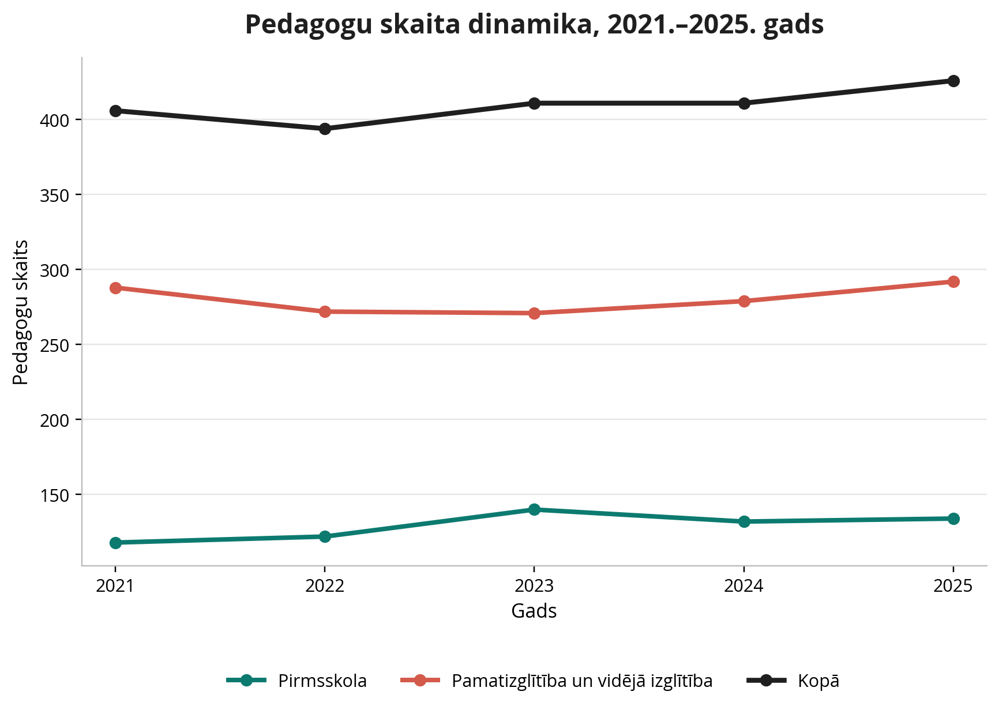 Pedagogu skaita dinamika, 2021.–2025. gads
Pedagogu skaits
400
350
300
250
200
150
2021 2022 2023 2024 2025
Gads
Pirmsskola Pamatizglītība un vidējā izglītība Kopā